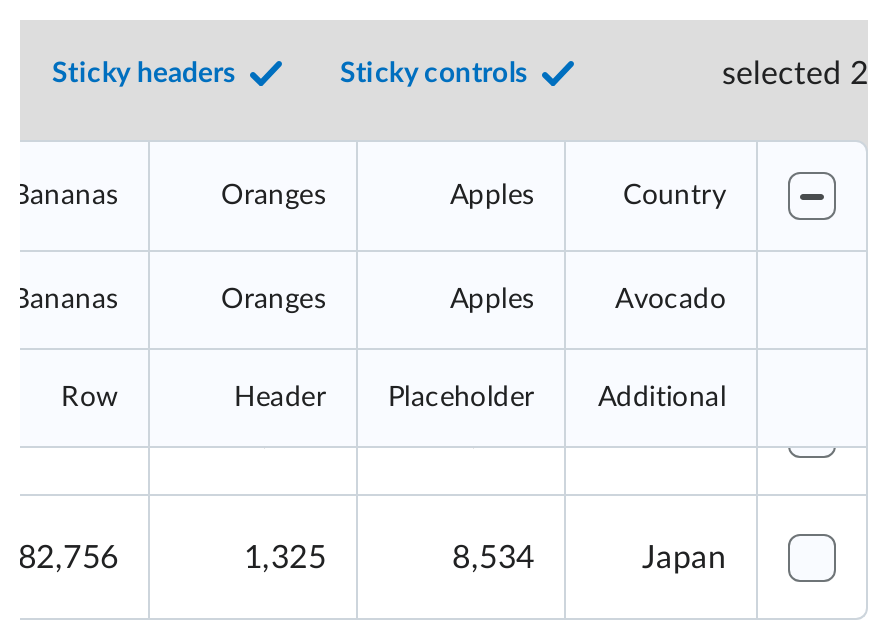 Sticky headers Sticky controls selected 2
Bananas Oranges Apples Country
Bananas Oranges Apples Avocado
Row Header Placeholder Additional
82,756 1,325 8,534 Japan